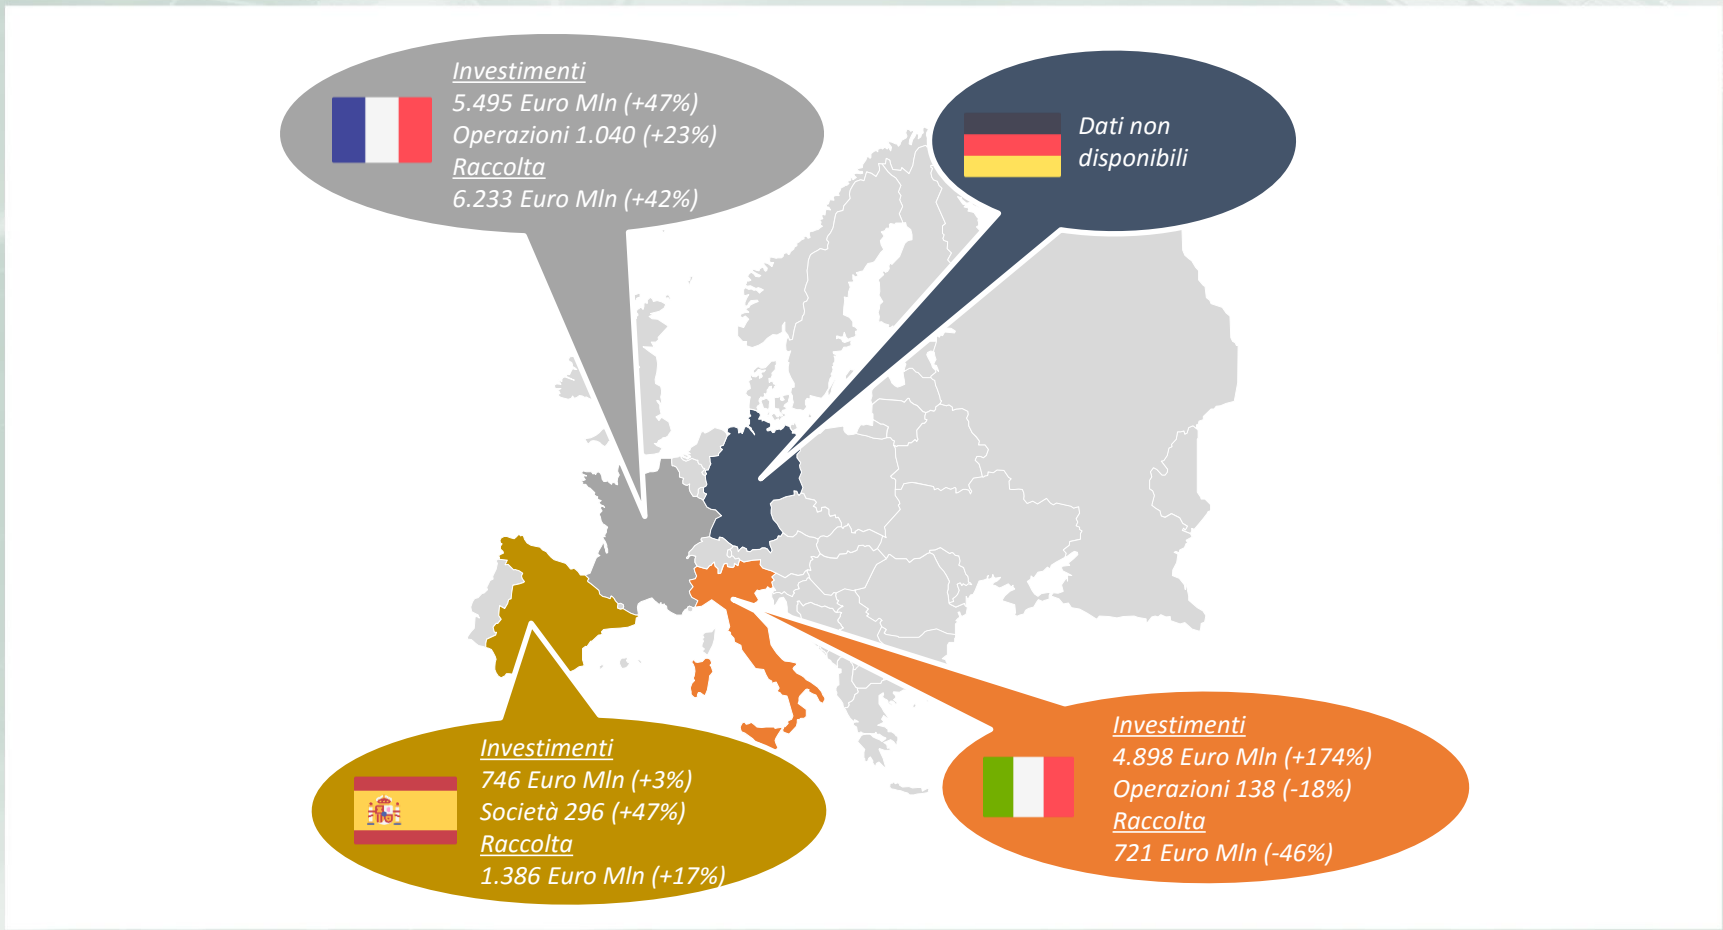 Investimenti
5.495 Euro Mln (+47%)
Operazioni 1.040 (+23%)
Raccolta
6.233 Euro Mln (+42%)
Dati non
disponibili
Investimenti
746 Euro Mln (+3%)
Società 296 (+47%)
Raccolta
1.386 Euro Mln (+17%)
Investimenti
4.898 Euro Mln (+174%)
Operazioni 138 (-18%)
Raccolta
721 Euro Mln (-46%)